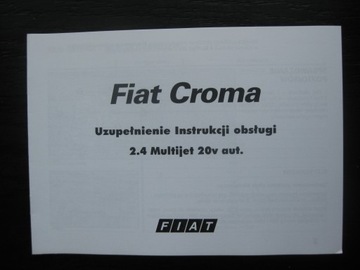 Fiat Croma
Uzupełnienie Instrukcji obsługi
2.4 Multijet 20v aut.
FIAT